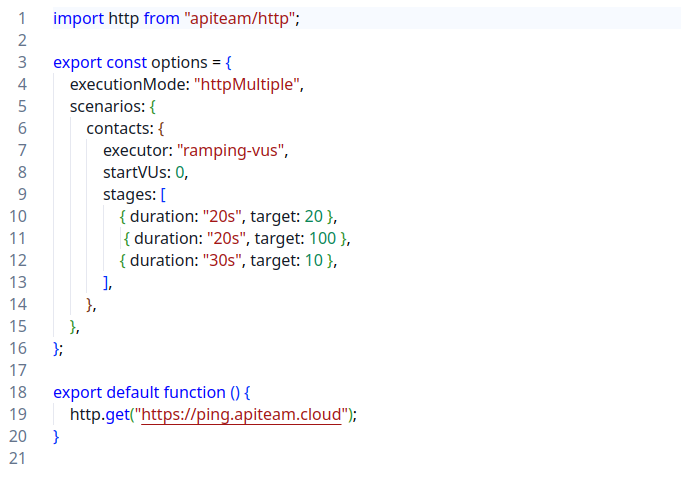 1 import http from "apiteam/http";
2
3 export const options = {
4     executionMode: "httpMultiple",
5     scenarios: {
6         contacts: {
7             executor: "ramping-vus",
8             startVUs: 0,
9             stages: [
10                 { duration: "20s", target: 20 },
11                  { duration: "20s", target: 100 },
12                 { duration: "30s", target: 10 },
13             ],
14         },
15     },
16 };
17
18 export default function () {
19     http.get("https://ping.apiteam.cloud");
20 }
21